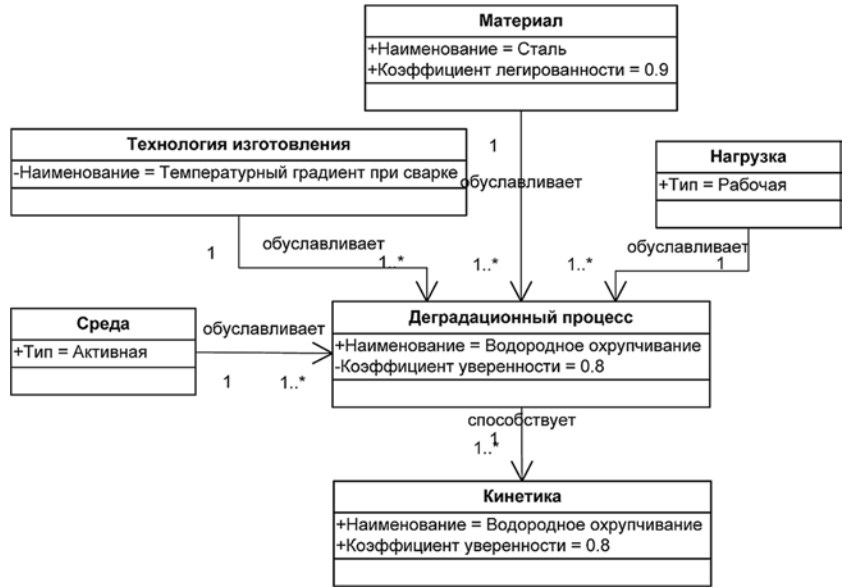 Материал
+Наименование = Сталь
+Коэффициент легированности = 0.9
Технология изготовления
-Наименование = Температурный градиент при сварке
Нагрузка
+Тип = Рабочая
1
обуславливает
1..*
1
обуславливает
1..*
обуславливает
1
1..*
Среда
+Тип = Активная
обуславливает
1
1..*
Деградационный процесс
+Наименование = Водородное охрупчивание
-Коэффициент уверенности = 0.8
способствует
1
1..*
Кинетика
+Наименование = Водородное охрупчивание
+Коэффициент уверенности = 0.8